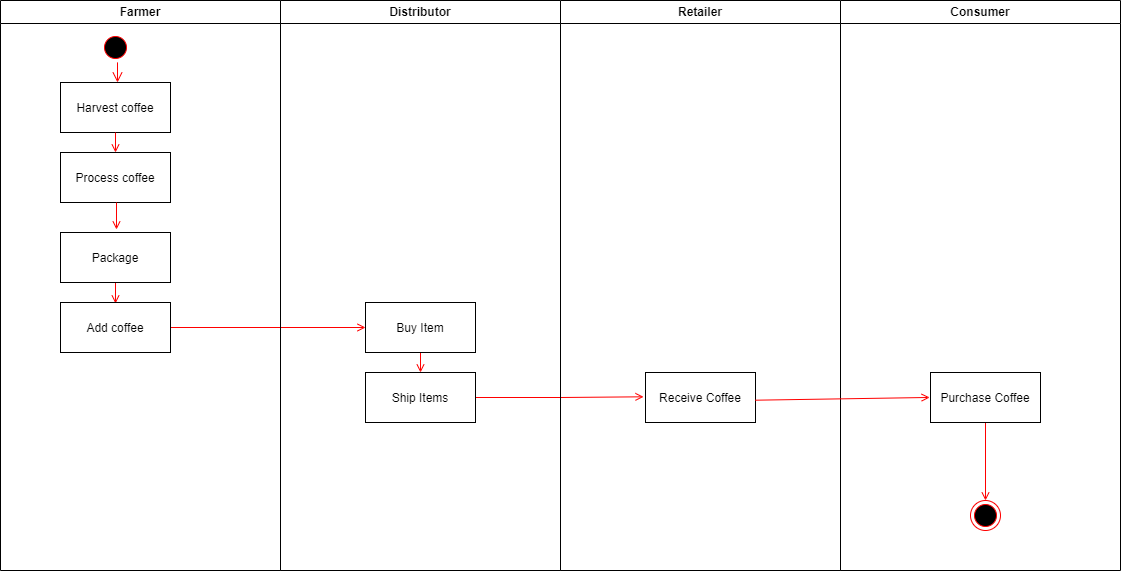 Farmer
Distributor
Retailer
Consumer
Harvest coffee
Process coffee
Package
Add coffee
Buy Item
Ship Items
Receive Coffee
Purchase Coffee